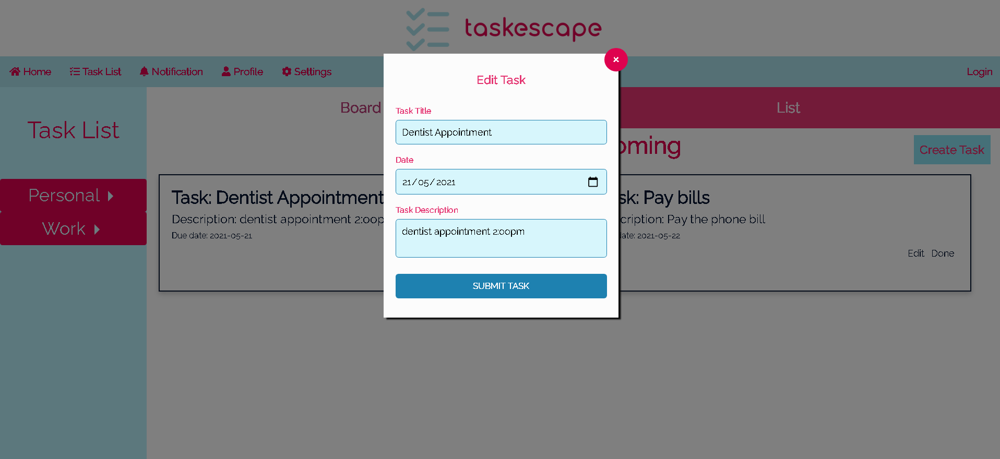 taskescape
Home Task List Notification Profile Settings Login
Task List
Personal
Work
Board List
oming
Create Task
Task: Dentist Appointment
Description: dentist appointment 2:00p
Due date: 2021-05-21
sk: Pay bills
cription: Pay the phone bill
date: 2021-05-22
Edit Done
×
Edit Task
Task Title
Dentist Appointment
Date
21/05/2021
Task Description
dentist appointment 2:00pm
SUBMIT TASK